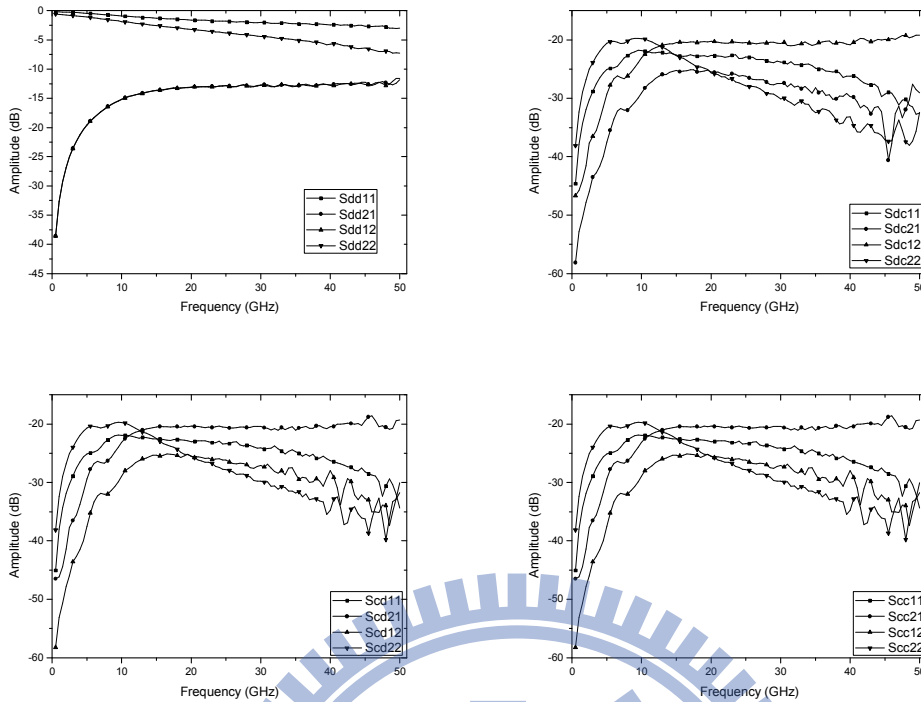 0
-5
-10
-15
-20
-25
-30
-35
-40
-45
Amplitude (dB)
0 10 20 30 40 50
Frequency (GHz)
Sdd11
Sdd21
Sdd12
Sdd22
-20
-30
-40
-50
-60
Amplitude (dB)
0 10 20 30 40 50
Frequency (GHz)
Sdc11
Sdc21
Sdc12
Sdc22
-20
-30
-40
-50
-60
Amplitude (dB)
0 10 20 30 40 50
Frequency (GHz)
Scd11
Scd21
Scd12
Scd22
-20
-30
-40
-50
-60
Amplitude (dB)
0 10 20 30 40 50
Frequency (GHz)
Scc11
Scc21
Scc12
Scc22